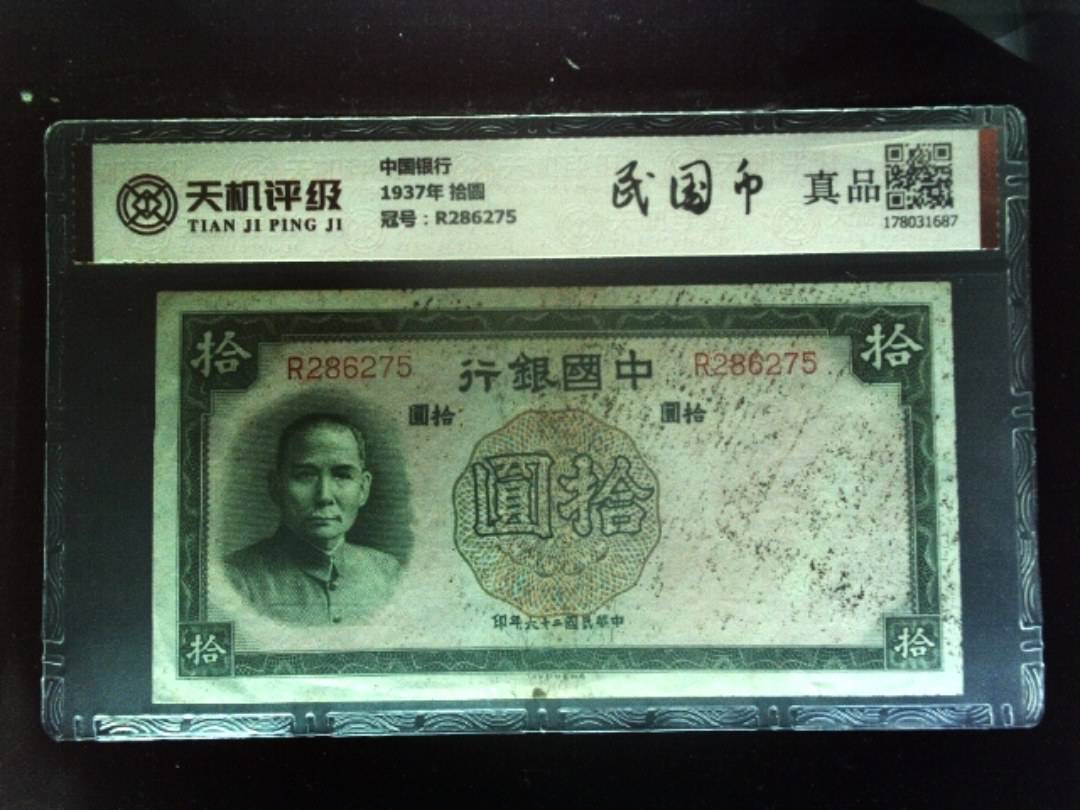 天机评级
TIAN JI PING JI
中国银行
1937年 拾圆
冠号：R286275
民国币
真品
178031687
拾
拾
R286275
行銀國中
R286275
圓拾
圓拾
圓拾
印年六十二國民華中
拾
拾